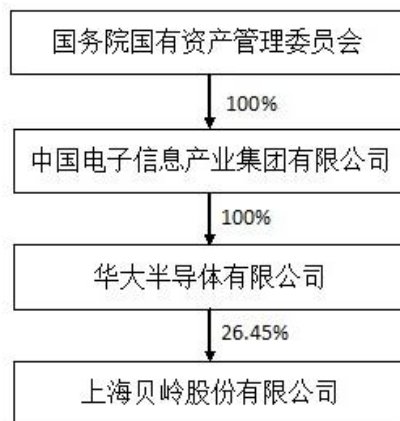 国务院国有资产管理委员会
100%
中国电子信息产业集团有限公司
100%
华大半导体有限公司
26.45%
上海贝岭股份有限公司